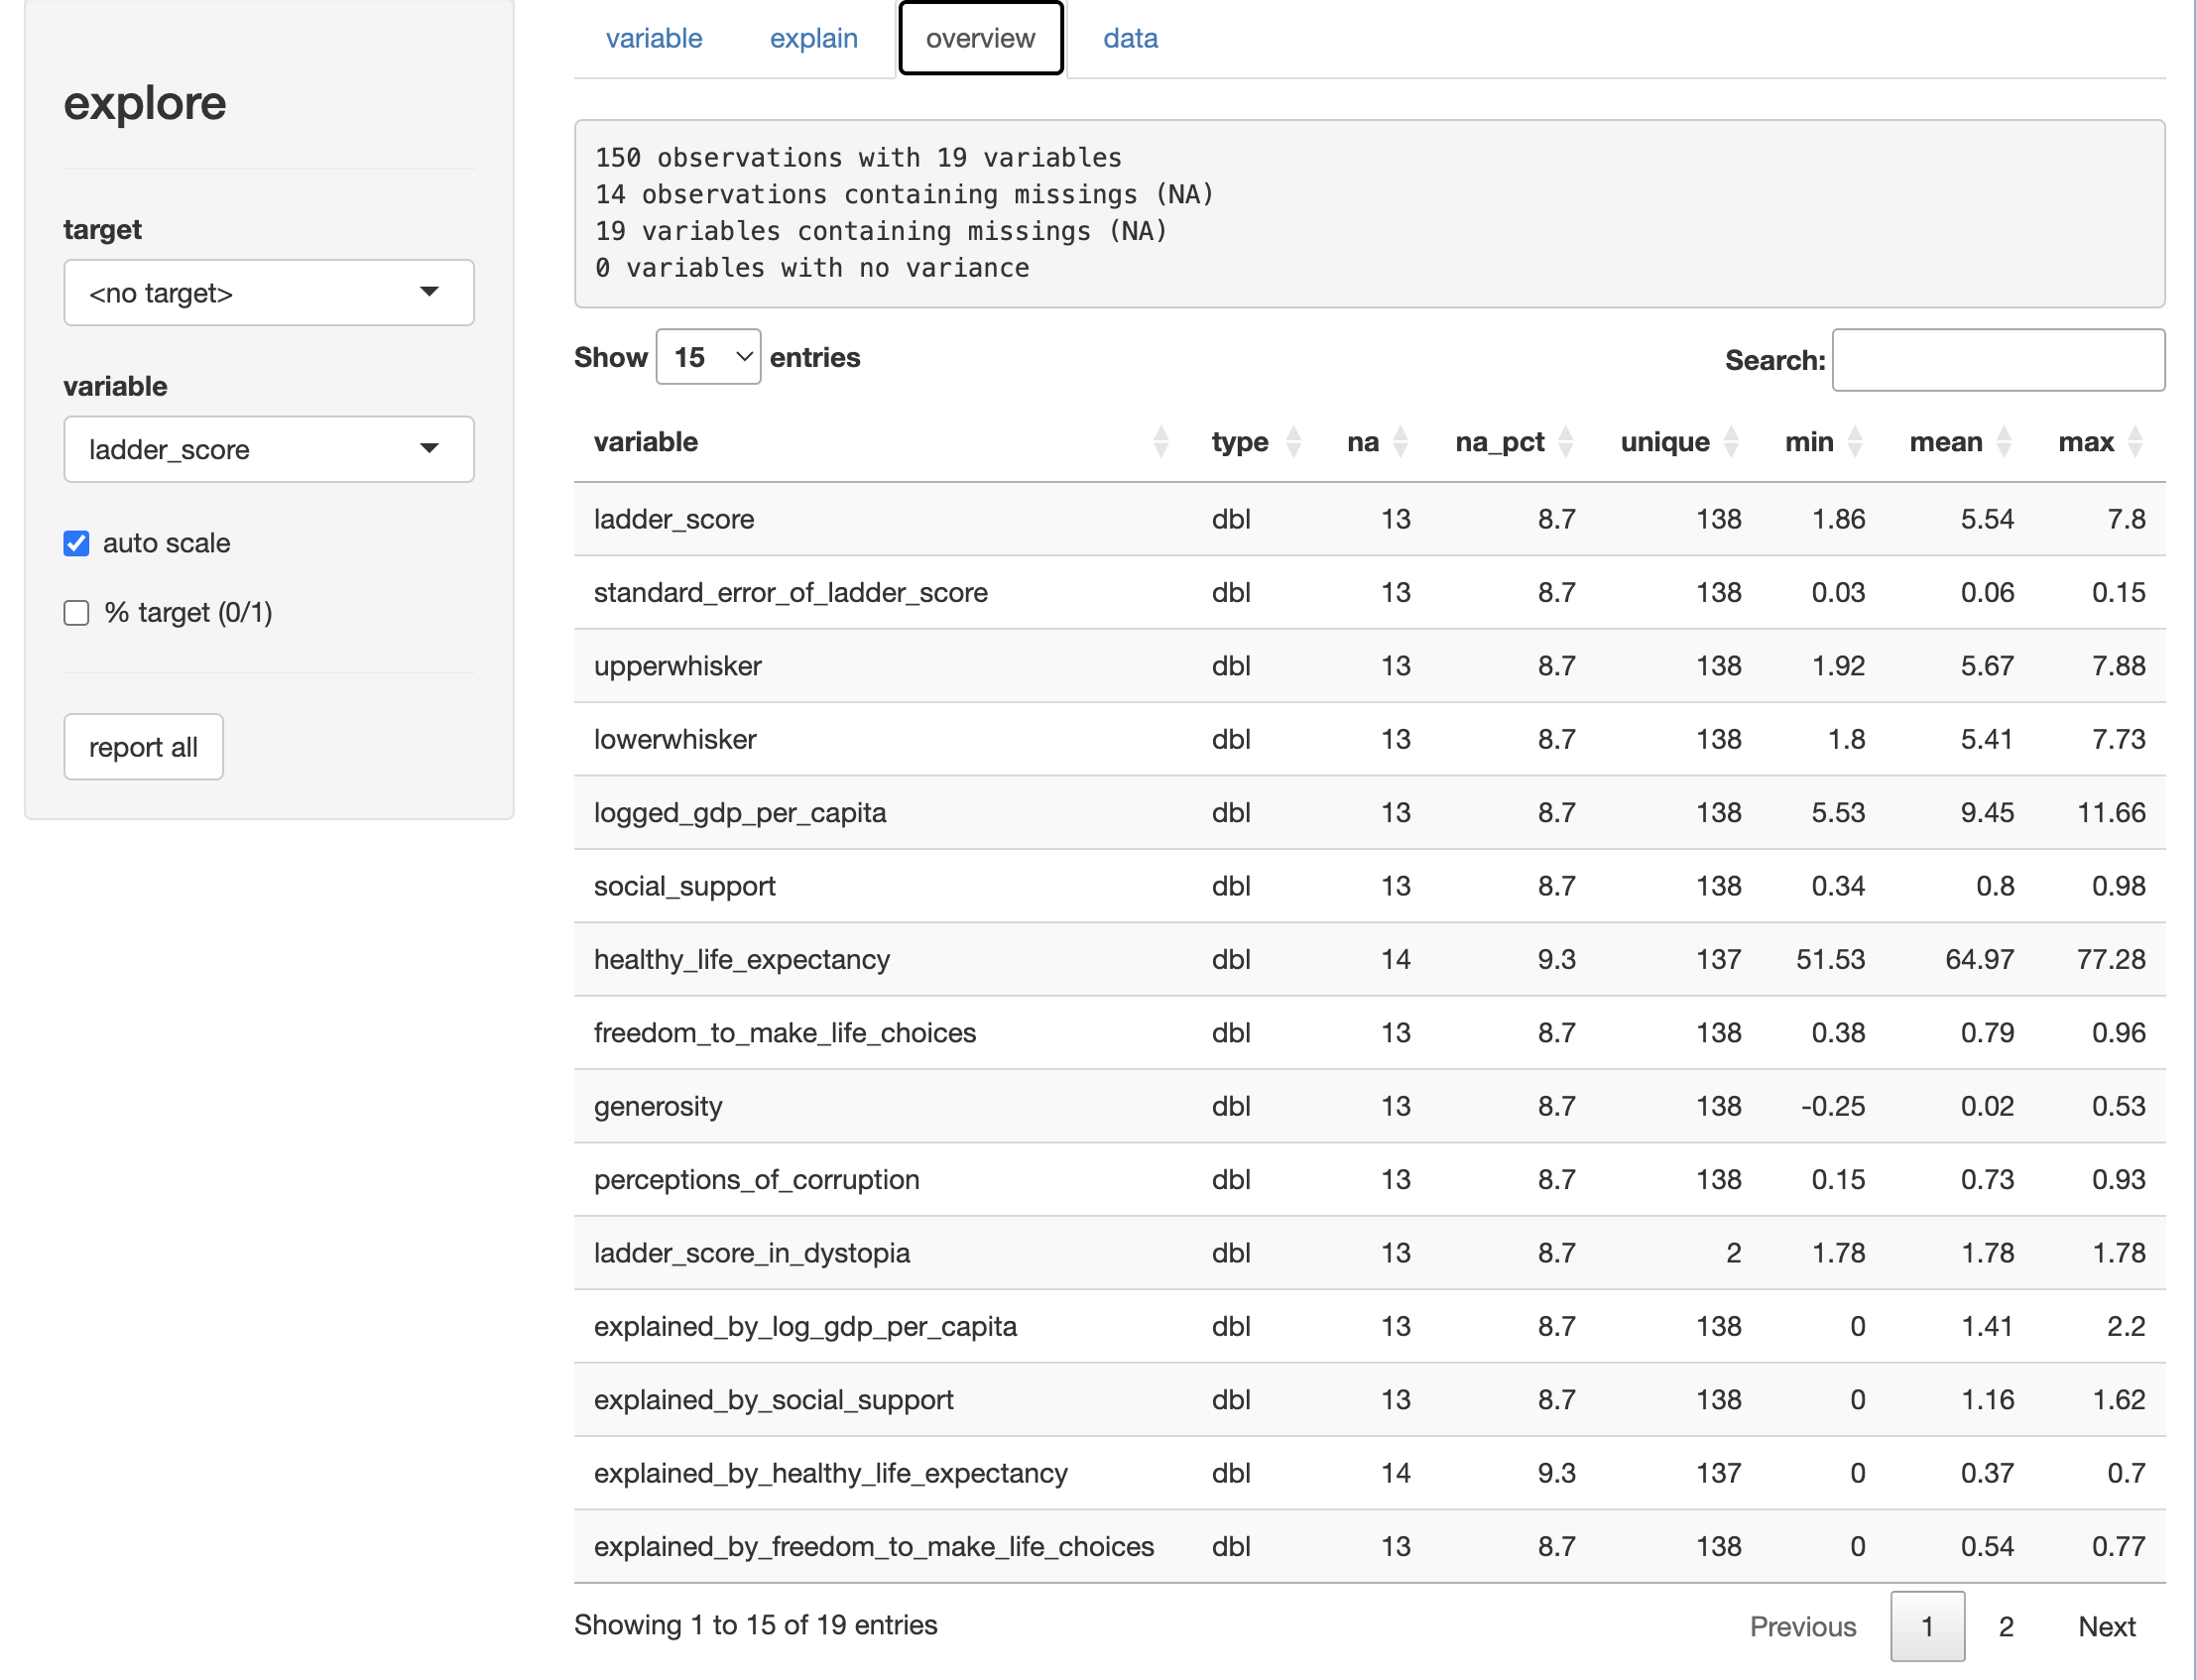 explore
target
<no target>
variable
ladder_score
auto scale
% target (0/1)
report all
variable explain overview data
150 observations with 19 variables
14 observations containing missings (NA)
19 variables containing missings (NA)
0 variables with no variance
Show 15 entries Search:
variable type na na_pct unique min mean max
ladder_score dbl 13 8.7 138 1.86 5.54 7.8
standard_error_of_ladder_score dbl 13 8.7 138 0.03 0.06 0.15
upperwhisker dbl 13 8.7 138 1.92 5.67 7.88
lowerwhisker dbl 13 8.7 138 1.8 5.41 7.73
logged_gdp_per_capita dbl 13 8.7 138 5.53 9.45 11.66
social_support dbl 13 8.7 138 0.34 0.8 0.98
healthy_life_expectancy dbl 14 9.3 137 51.53 64.97 77.28
freedom_to_make_life_choices dbl 13 8.7 138 0.38 0.79 0.96
generosity dbl 13 8.7 138 -0.25 0.02 0.53
perceptions_of_corruption dbl 13 8.7 138 0.15 0.73 0.93
ladder_score_in_dystopia dbl 13 8.7 2 1.78 1.78 1.78
explained_by_log_gdp_per_capita dbl 13 8.7 138 0 1.41 2.2
explained_by_social_support dbl 13 8.7 138 0 1.16 1.62
explained_by_healthy_life_expectancy dbl 14 9.3 137 0 0.37 0.7
explained_by_freedom_to_make_life_choices dbl 13 8.7 138 0 0.54 0.77
Showing 1 to 15 of 19 entries Previous 1 2 Next